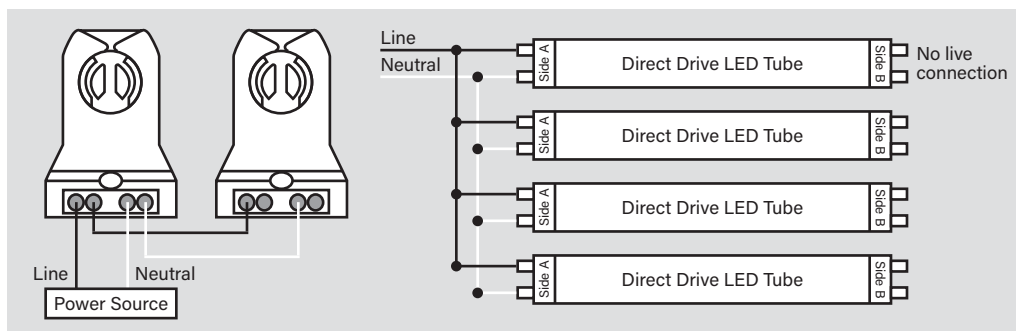 Line
Neutral
Power Source
Line
Neutral
Side A
Direct Drive LED Tube
Side B
No live
connection
Side A
Direct Drive LED Tube
Side B
Side A
Direct Drive LED Tube
Side B
Side A
Direct Drive LED Tube
Side B